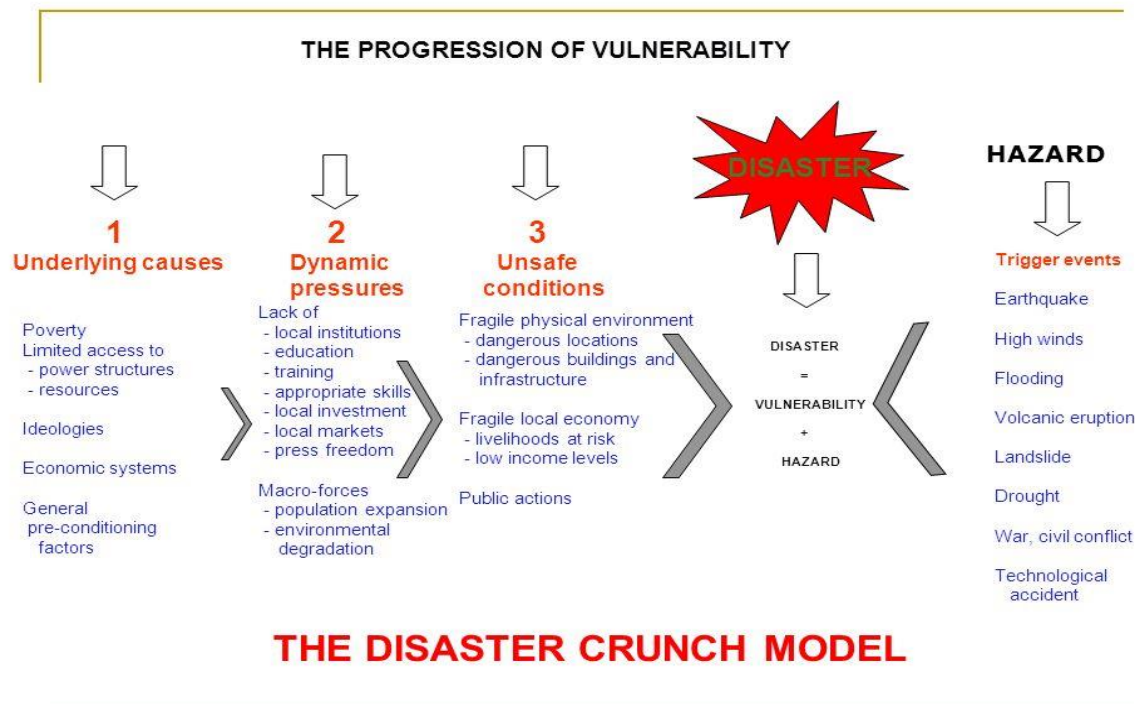 THE PROGRESSION OF VULNERABILITY
1
Underlying causes
Poverty
Limited access to
- power structures
- resources
Ideologies
Economic systems
General
pre-conditioning
factors
2
Dynamic
pressures
Lack of
- local institutions
- education
- training
- appropriate skills
- local investment
- local markets
- press freedom
Macro-forces
- population expansion
- environmental
degradation
3
Unsafe
conditions
Fragile physical environment
- dangerous locations
- dangerous buildings and
infrastructure
Fragile local economy
- livelihoods at risk
- low income levels
Public actions
DISASTER
DISASTER
=
VULNERABILITY
+
HAZARD
HAZARD
Trigger events
Earthquake
High winds
Flooding
Volcanic eruption
Landslide
Drought
War, civil conflict
Technological
accident
THE DISASTER CRUNCH MODEL